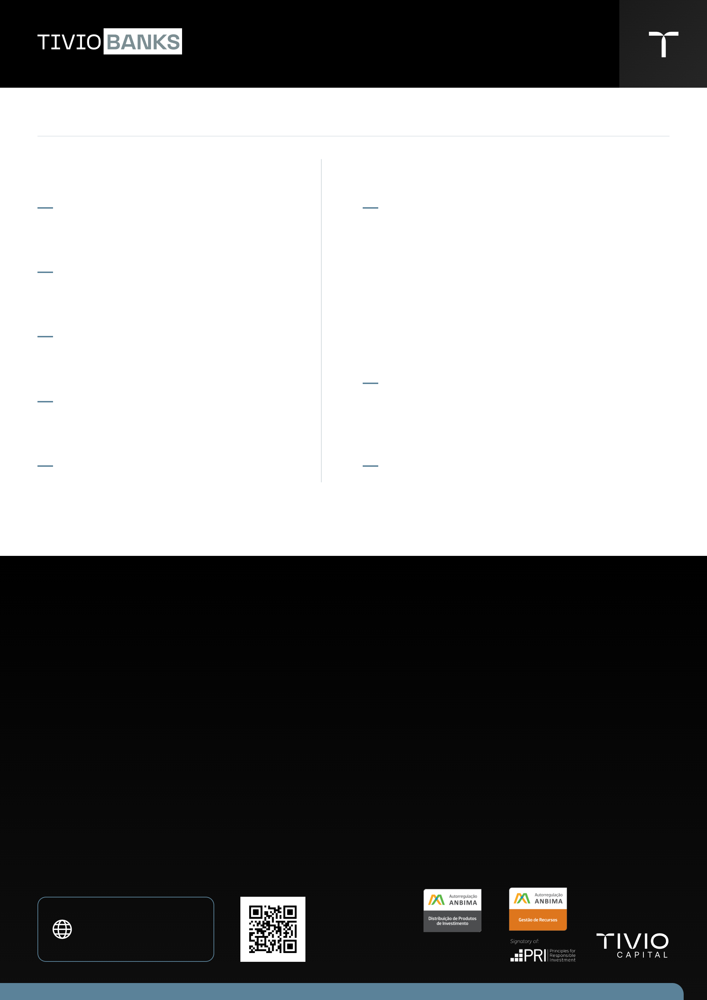 TIVIO BANKS
Autorregulação
ANBIMA
Distribuição de Produtos
de Investimento
Autorregulação
ANBIMA
Gestão de Recursos
Signatory of:
PRI
Principles for
Responsible
Investment
TIVIO
CAPITAL